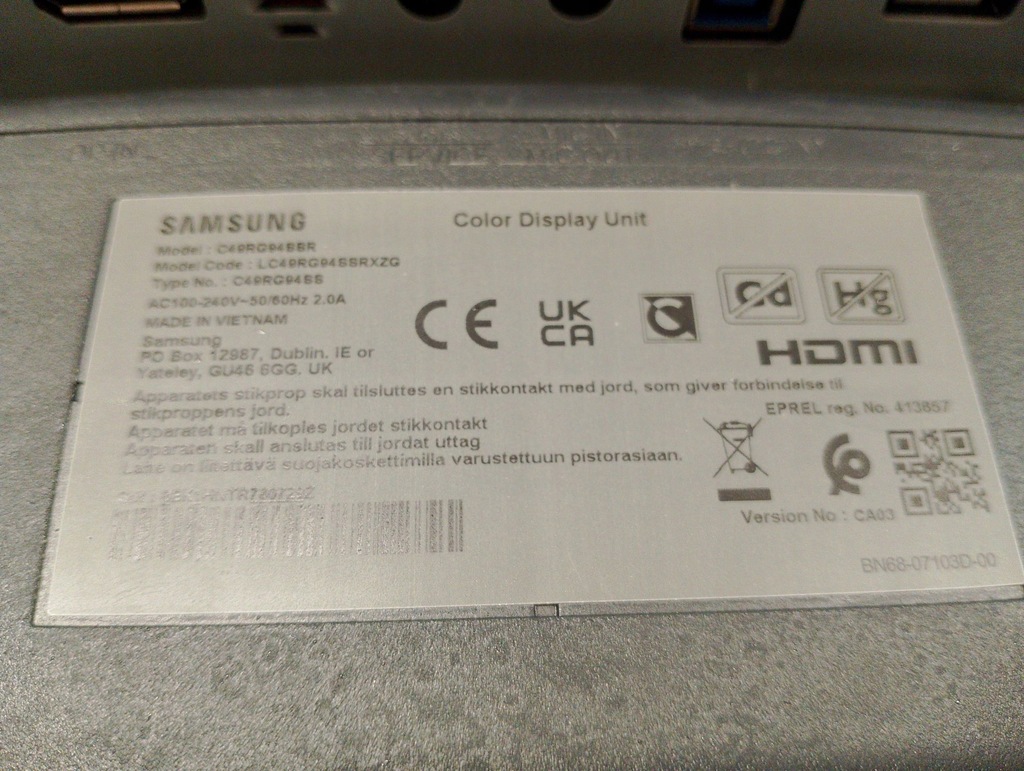 SAMSUNG
Color Display Unit
Model : C49RG94SSR
Model Code : LC49RG94SSRXZG
Type No. : C49RG94SS
AC100-240V~50/60Hz 2.0A
MADE IN VIETNAM
Samsung
PO Box 12987, Dublin. IE or
Yateley, GU46 6GG. UK
CE
UK
CA
Cd
Hg
HDMI
Apparatets stikprop skal tilsluttes en stikkontakt med jord, som giver forbindelse til
stikproppens jord.
Apparatet må tilkoples jordet stikkontakt
Apparaten skall anslutas till jordat uttag
Laite on liitettävä suojakoskettimilla varustettuun pistorasiaan.
EPREL reg. No. 413857
Version No : CA03
BN68-07103D-00